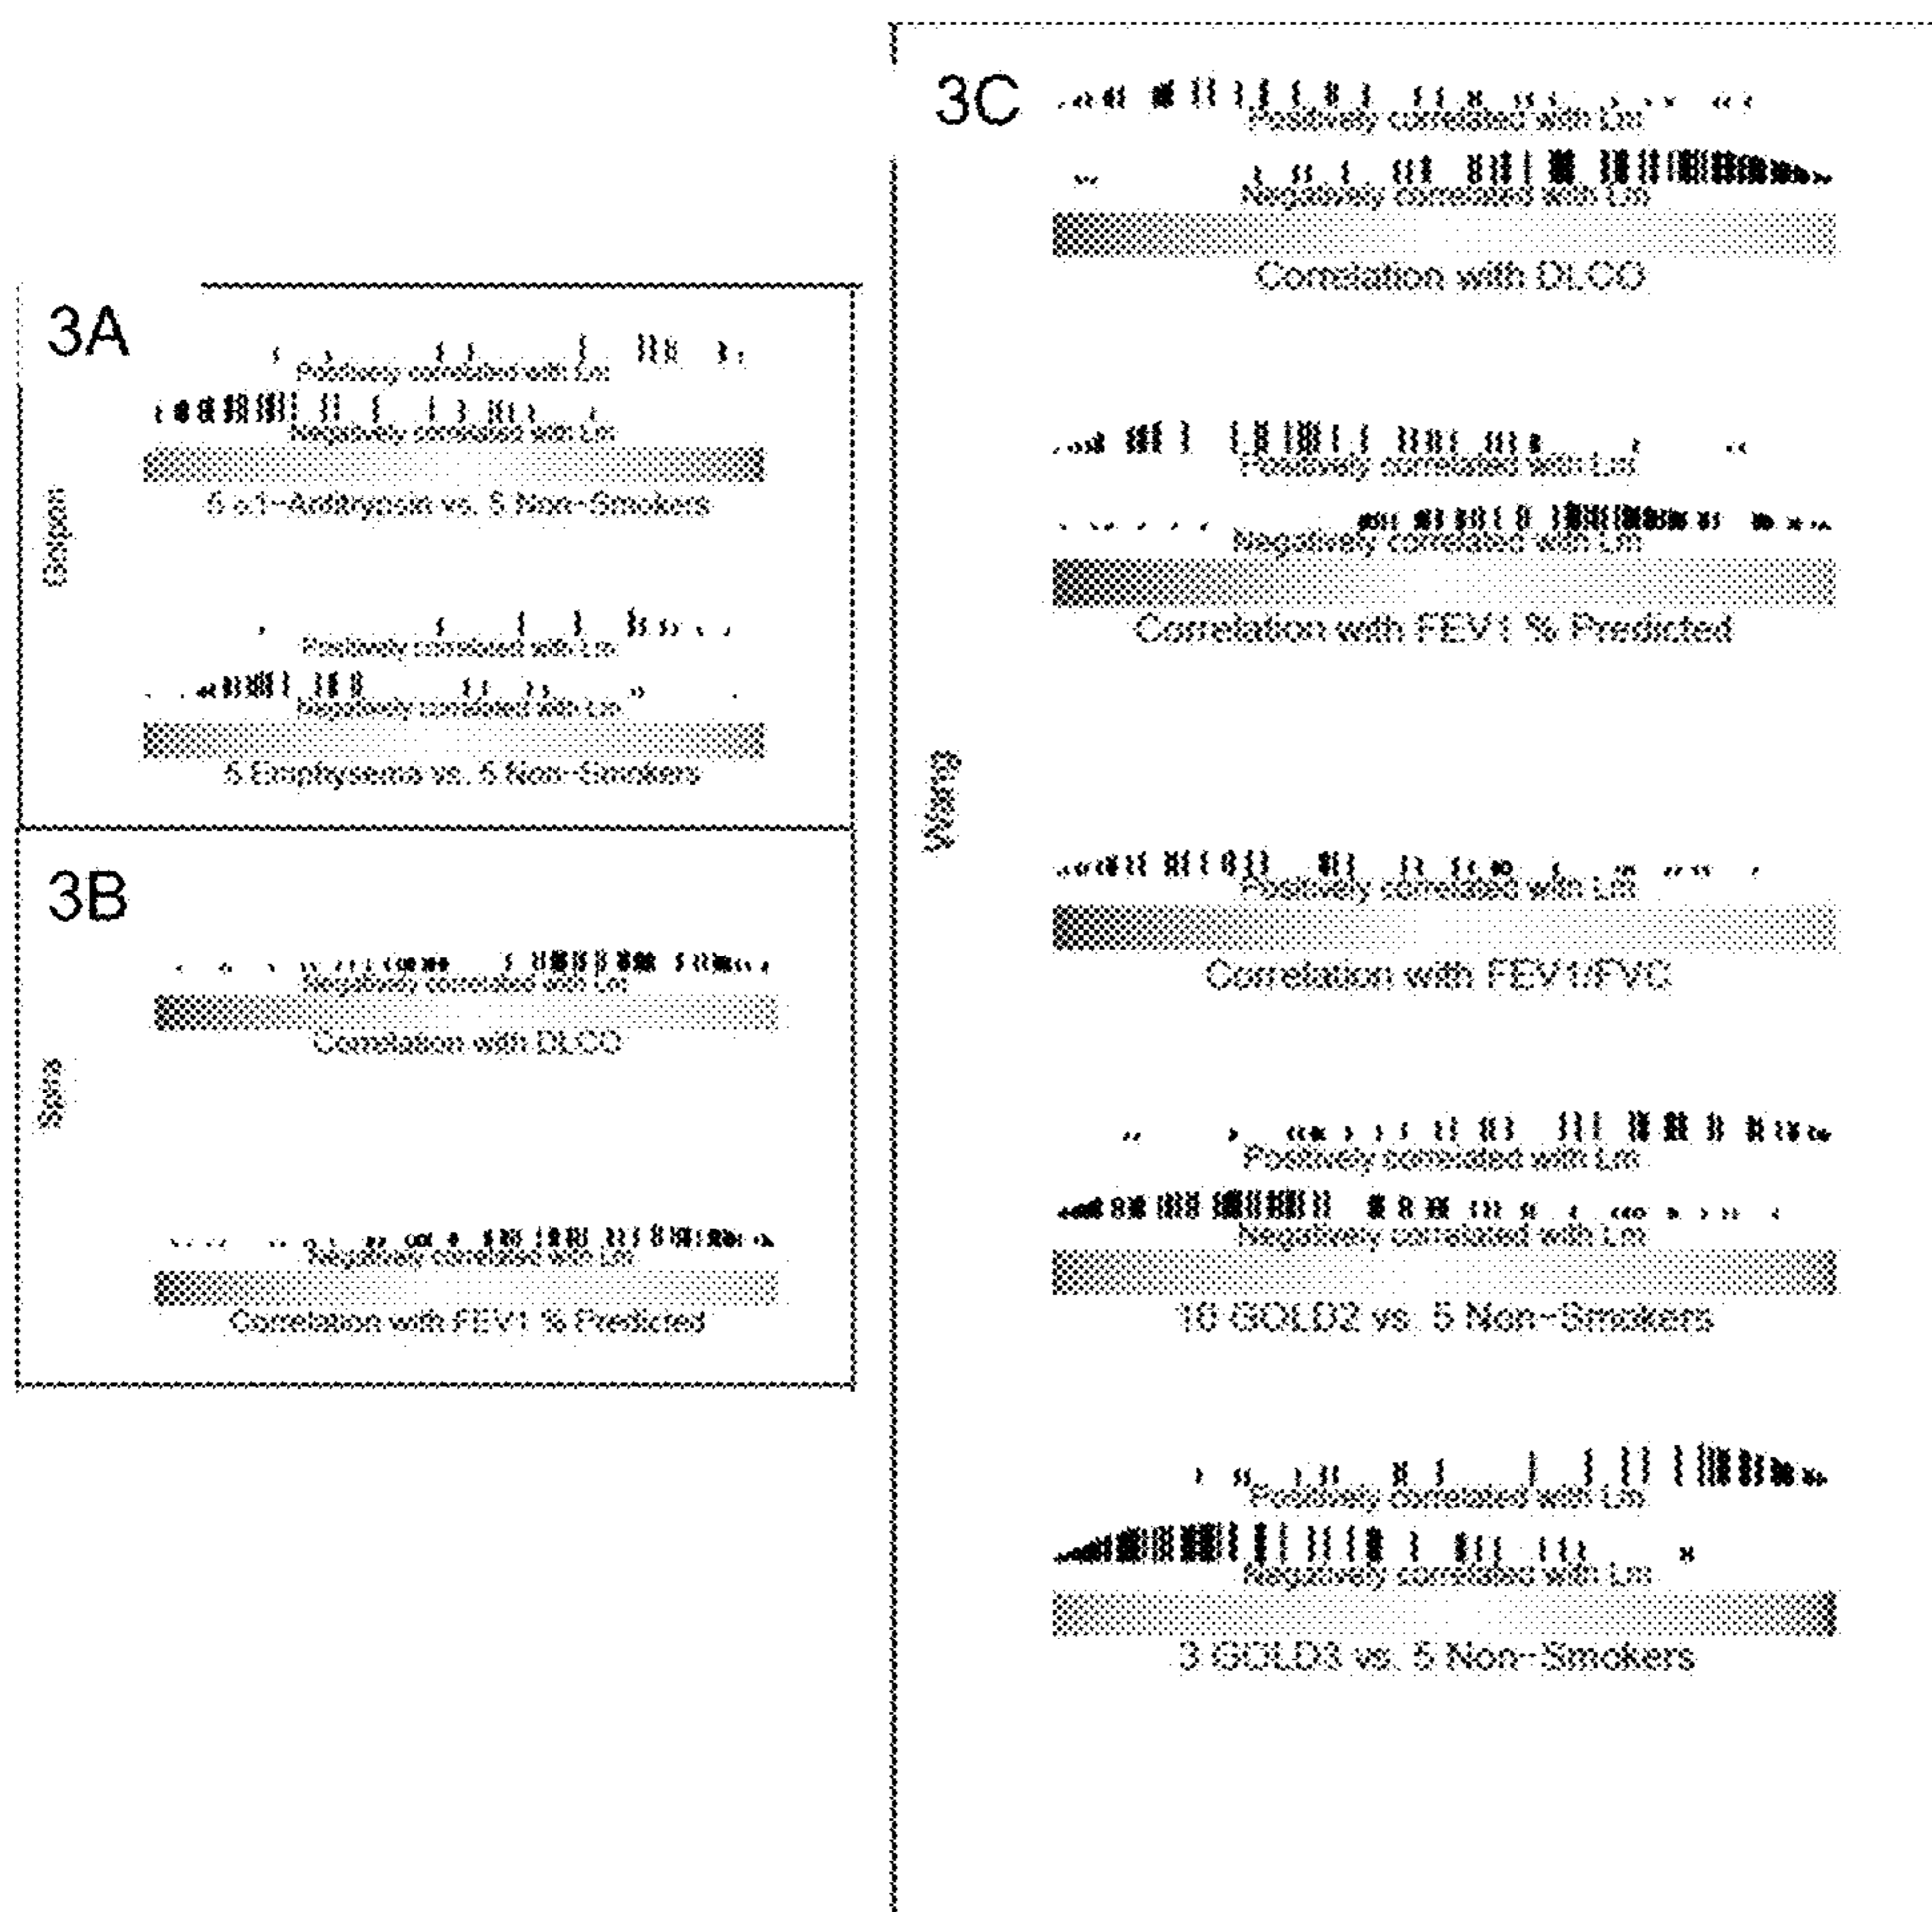 3A
Positively correlated with Lm
Negatively correlated with Lm
5 α1-Antitrypsin vs. 5 Non-Smokers
Golpon
Positively correlated with Lm
Negatively correlated with Lm
5 Emphysema vs. 5 Non-Smokers
3B
Negatively correlated with Lm
Correlation with DLCO
Spira
Negatively correlated with Lm
Correlation with FEV1 % Predicted
3C
Positively correlated with Lm
Negatively correlated with Lm
Correlation with DLCO
Positively correlated with Lm
Negatively correlated with Lm
Correlation with FEV1 % Predicted
Wang
Positively correlated with Lm
Correlation with FEV1/FVC
Positively correlated with Lm
Negatively correlated with Lm
10 GOLD2 vs. 5 Non-Smokers
Positively correlated with Lm
Negatively correlated with Lm
3 GOLD3 vs. 5 Non-Smokers